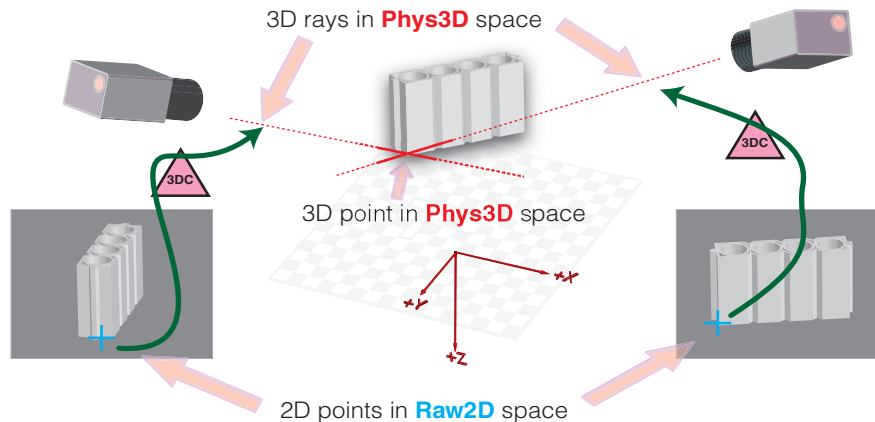 3D rays in Phys3D space
3DC
3DC
3D point in Phys3D space
+X
+Y
+Z
2D points in Raw2D space